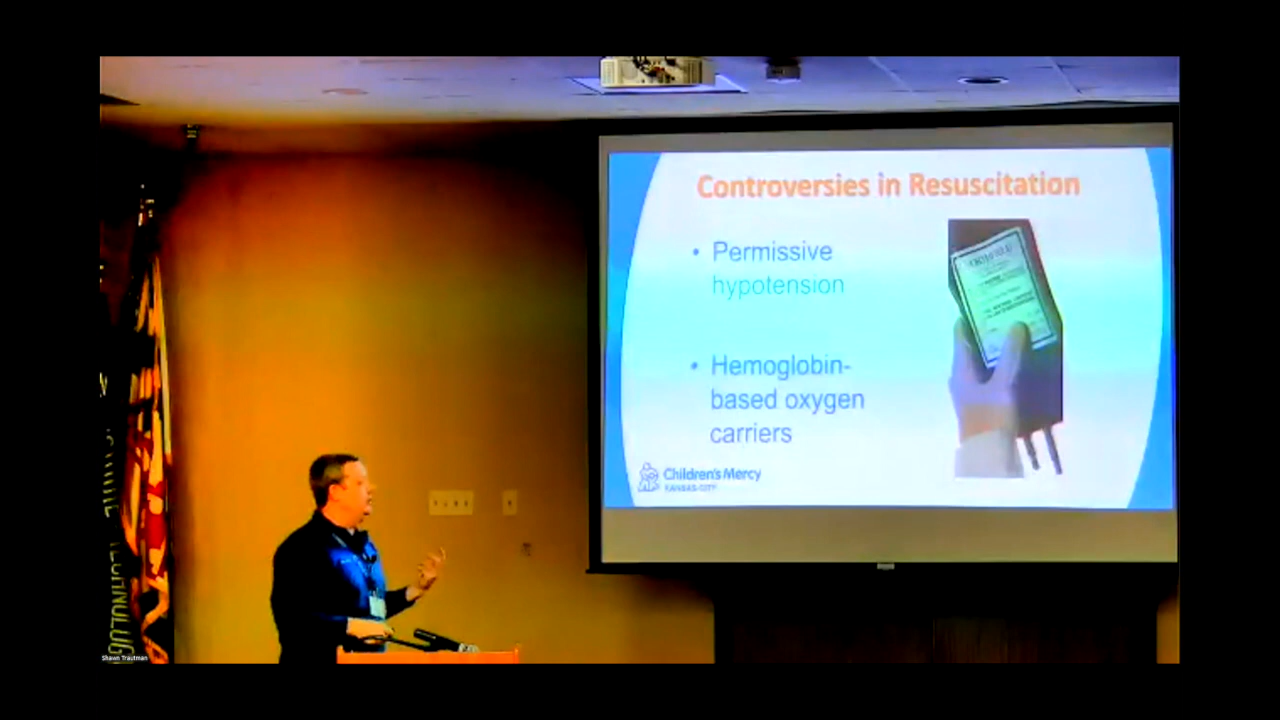 Controversies in Resuscitation
• Permissive
hypotension
• Hemoglobin-
based oxygen
carriers
Children's Mercy
KANSAS CITY
Shawn Trautman